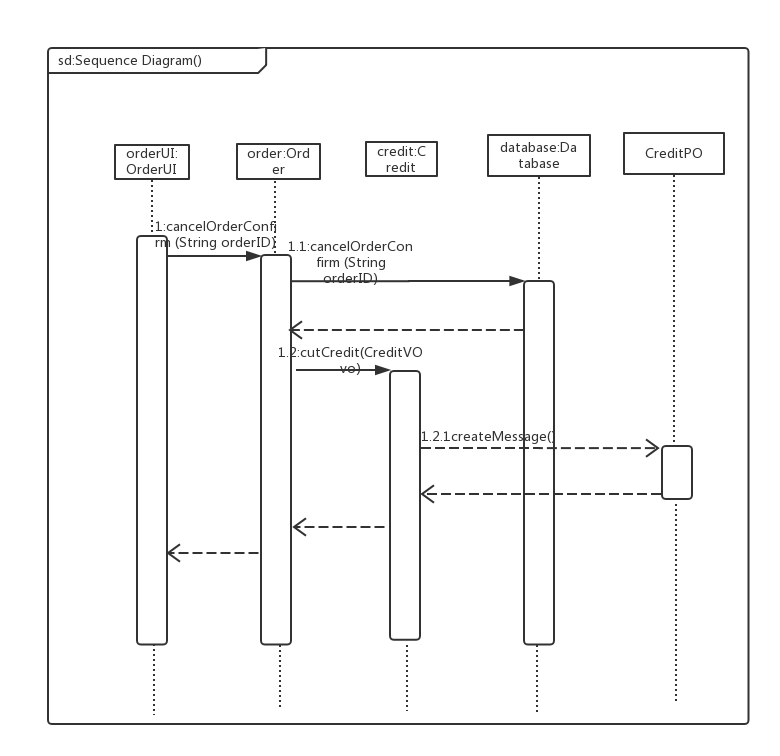 sd:Sequence Diagram()
orderUI:
OrderUI
order:Ord
er
credit:C
redit
database:Da
tabase
CreditPO
1:cancelOrderConfi
rm (String orderID)
1.1:cancelOrderCon
firm (String
orderID)
1.2:cutCredit(CreditVO
vo)
1.2.1createMessage()